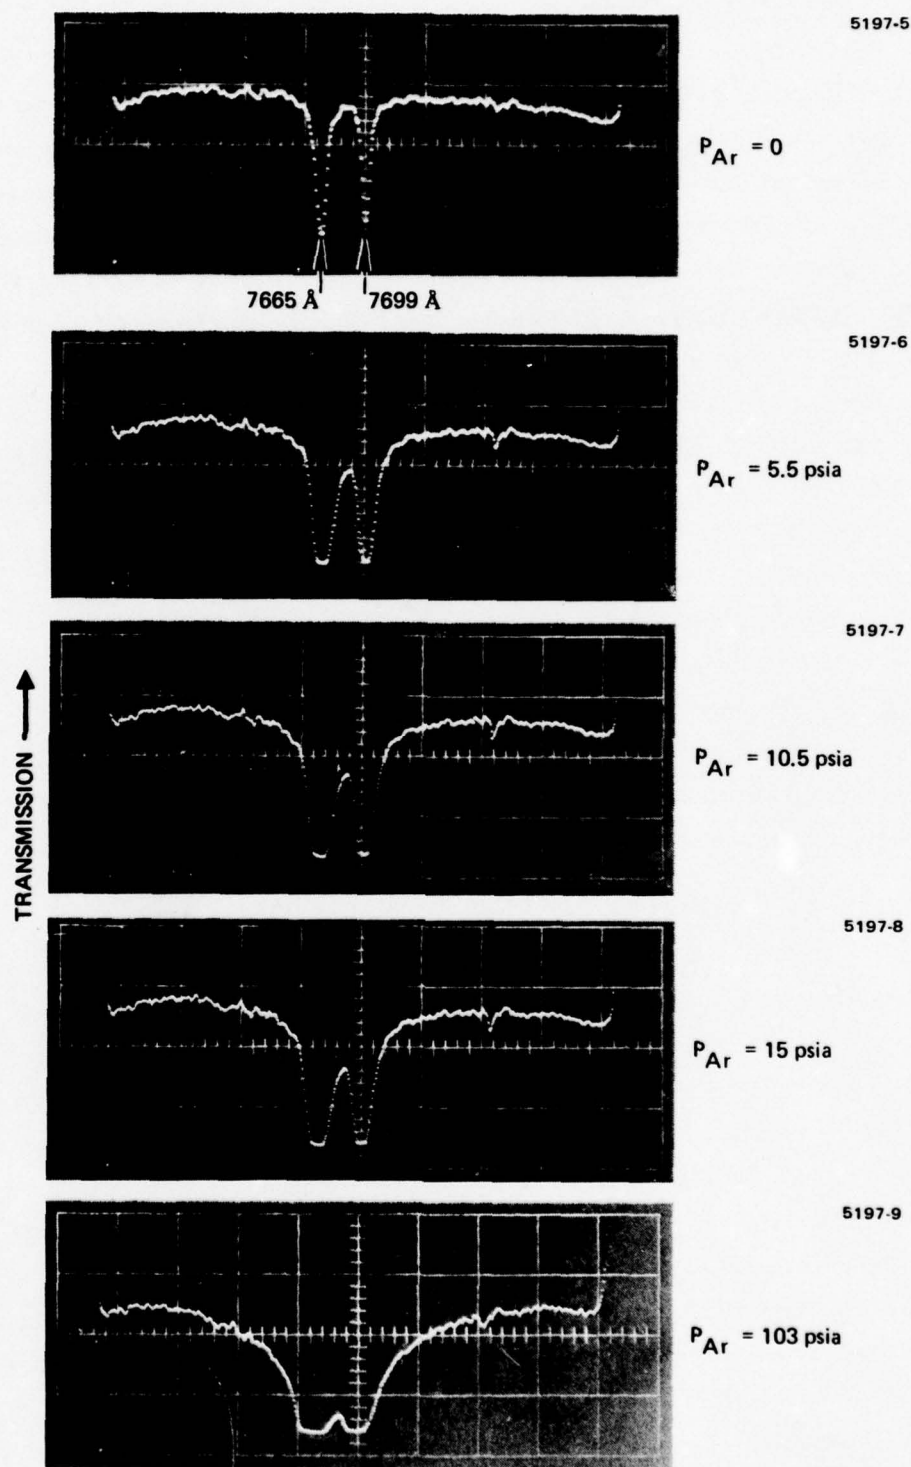 5197-5
P_Ar = 0
7665 Å 7699 Å
5197-6
P_Ar = 5.5 psia
5197-7
P_Ar = 10.5 psia
TRANSMISSION
5197-8
P_Ar = 15 psia
5197-9
P_Ar = 103 psia